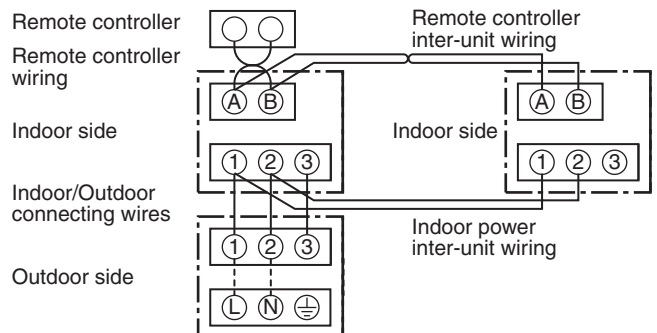 Remote controller
Remote controller
wiring
Remote controller
inter-unit wiring
A B
A B
Indoor side
Indoor side
1 2 3
1 2 3
Indoor/Outdoor
connecting wires
Indoor power
inter-unit wiring
1 2 3
Outdoor side
L N